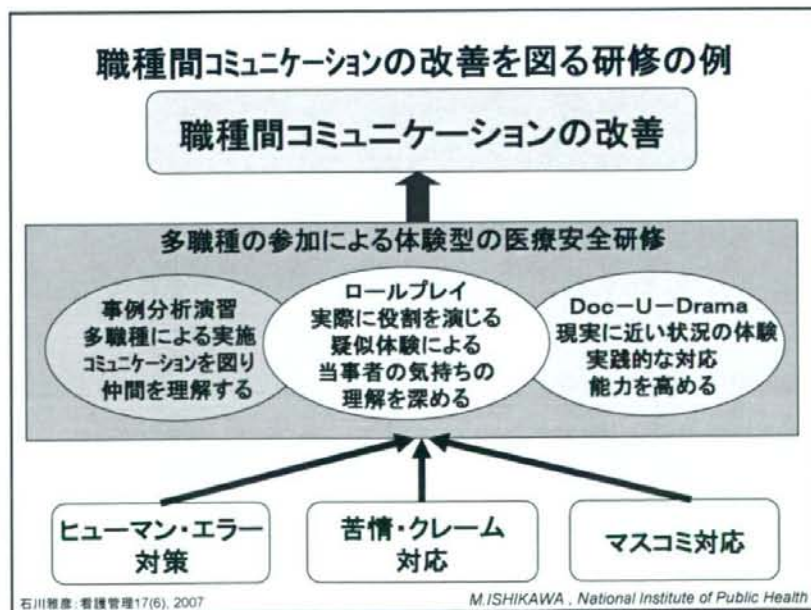 職種間コミュニケーションの改善を図る研修の例
職種間コミュニケーションの改善
多職種の参加による体験型の医療安全研修
事例分析演習
多職種による実施
コミュニケーションを図り
仲間を理解する
ロールプレイ
実際に役割を演じる
疑似体験による
当事者の気持ちの
理解を深める
Doc－U－Drama
現実に近い状況の体験
実践的な対応
能力を高める
ヒューマン・エラー
対策
苦情・クレーム
対応
マスコミ対応
石川雅彦:看護管理17(6), 2007
M.ISHIKAWA , National Institute of Public Health